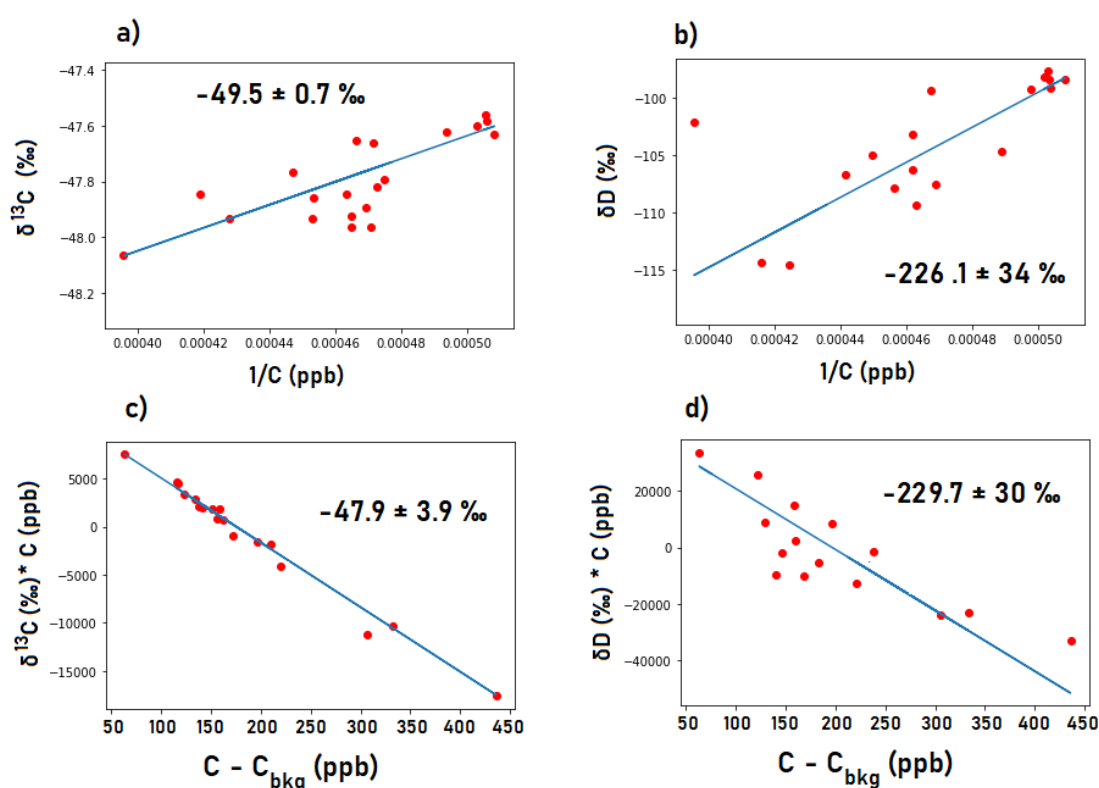 a)
−47.4
−47.6
−47.8
−48.0
−48.2
δ¹³C (‰)
-49.5 ± 0.7 ‰
0.00040 0.00042 0.00044 0.00046 0.00048 0.00050
1/C (ppb)
b)
−100
−105
−110
−115
δD (‰)
-226 .1 ± 34 ‰
0.00040 0.00042 0.00044 0.00046 0.00048 0.00050
1/C (ppb)
c)
5000
0
−5000
−10000
−15000
δ¹³C (‰) * C (ppb)
-47.9 ± 3.9 ‰
50 100 150 200 250 300 350 400 450
C - Cbkg (ppb)
d)
20000
0
−20000
−40000
δD (‰) * C (ppb)
-229.7 ± 30 ‰
50 100 150 200 250 300 350 400 450
C - Cbkg (ppb)